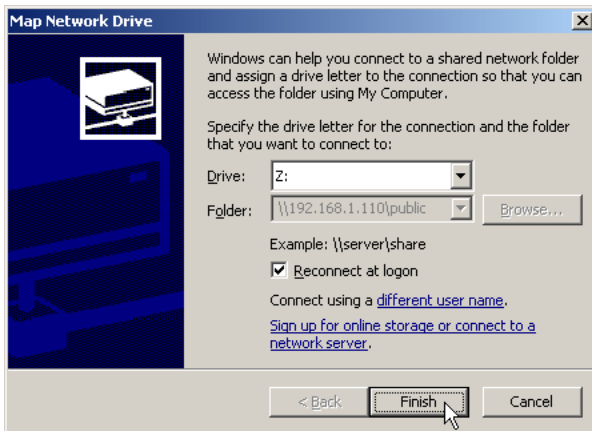 Map Network Drive
Windows can help you connect to a shared network folder
and assign a drive letter to the connection so that you can
access the folder using My Computer.
Specify the drive letter for the connection and the folder
that you want to connect to:
Drive: Z:
Folder: \\192.168.1.110\public Browse...
Example: \\server\share
Reconnect at logon
Connect using a different user name.
Sign up for online storage or connect to a
network server.
< Back Finish Cancel